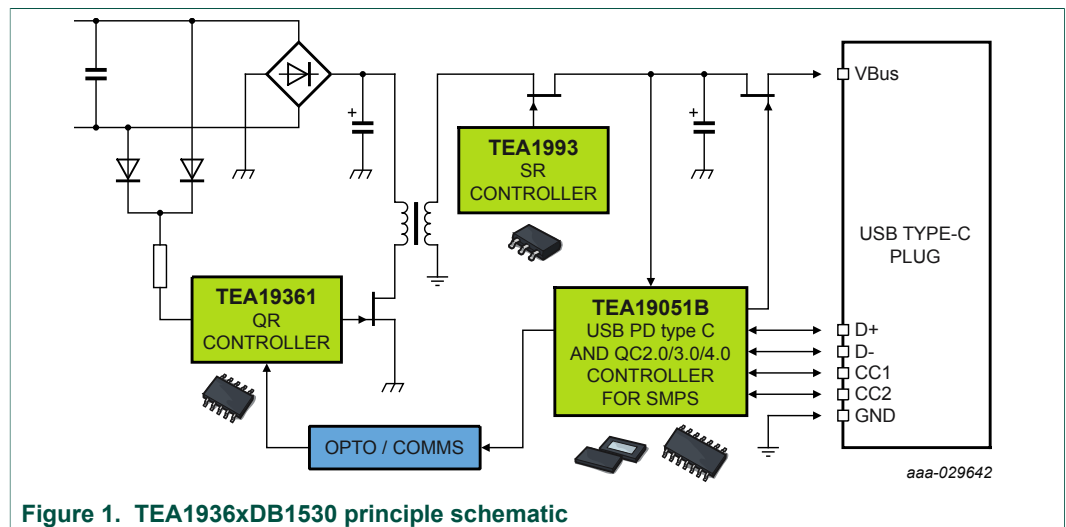 VBus
TEA1993
SR
CONTROLLER
USB TYPE-C
PLUG
TEA19361
QR
CONTROLLER
TEA19051B
USB PD type C
AND QC2.0/3.0/4.0
CONTROLLER
FOR SMPS
D+
D-
CC1
CC2
GND
OPTO / COMMS
+
+
aaa-029642
Figure 1. TEA1936xDB1530 principle schematic